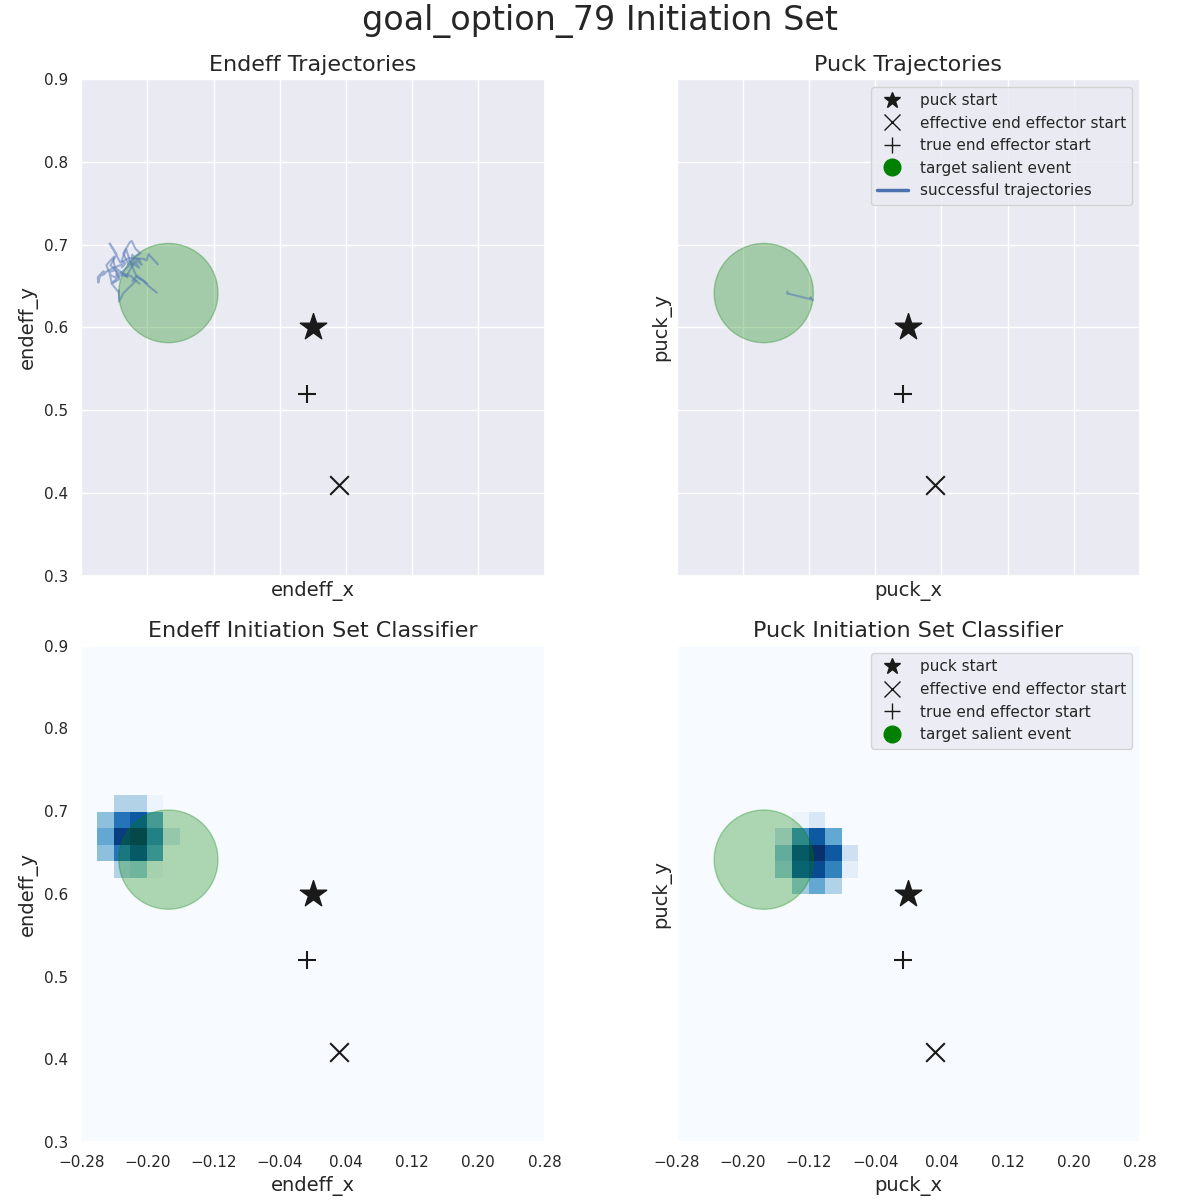 goal_option_79 Initiation Set
Endeff Trajectories
0.9
0.8
0.7
0.6
0.5
0.4
0.3
endeff_y
endeff_x
Puck Trajectories
puck start
effective end effector start
true end effector start
target salient event
successful trajectories
puck_y
puck_x
Endeff Initiation Set Classifier
0.9
0.8
0.7
0.6
0.5
0.4
0.3
endeff_y
−0.28 −0.20 −0.12 −0.04 0.04 0.12 0.20 0.28
endeff_x
Puck Initiation Set Classifier
puck start
effective end effector start
true end effector start
target salient event
puck_y
−0.28 −0.20 −0.12 −0.04 0.04 0.12 0.20 0.28
puck_x